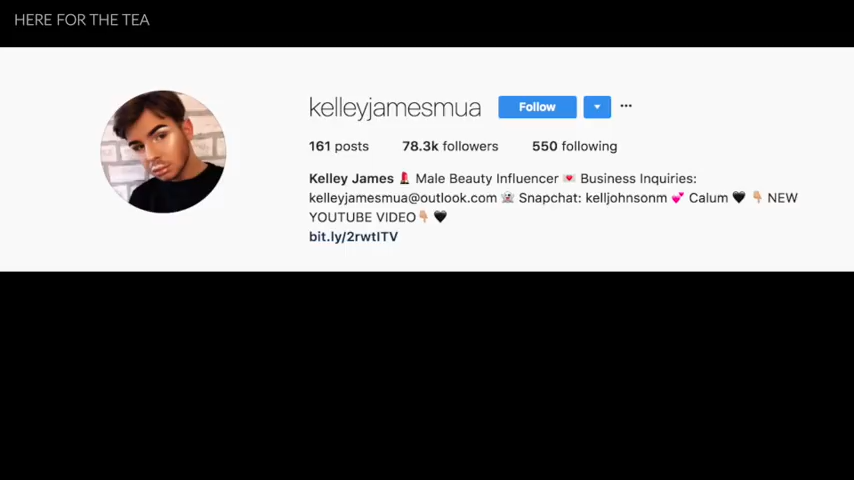 HERE FOR THE TEA
kelleyjamesmua Follow ...
161 posts 78.3k followers 550 following
Kelley James 💄 Male Beauty Influencer 💌 Business Inquiries:
kelleyjamesmua@outlook.com 👻 Snapchat: kelljohnsonm 💕 Calum 🖤 👇🏼 NEW
YOUTUBE VIDEO👇🏼 🖤
bit.ly/2rwtITV